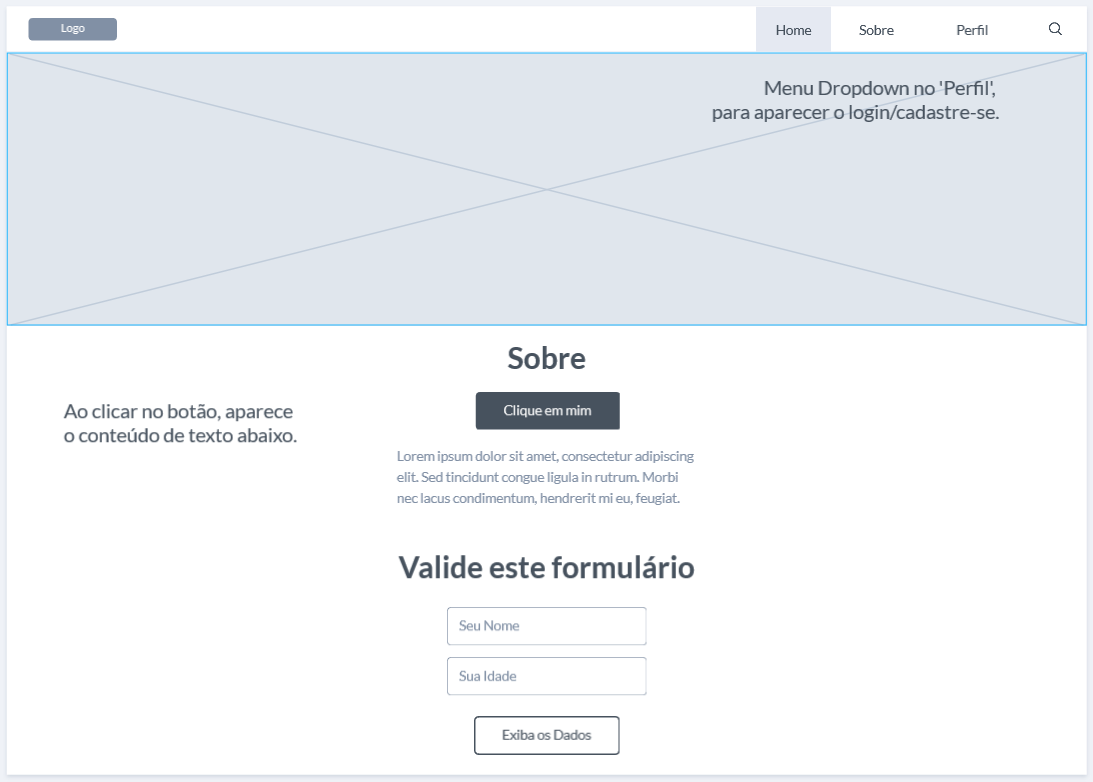 Logo
Home
Sobre
Perfil
Menu Dropdown no 'Perfil',
para aparecer o login/cadastre-se.
Sobre
Ao clicar no botão, aparece
o conteúdo de texto abaixo.
Clique em mim
Lorem ipsum dolor sit amet, consectetur adipiscing
elit. Sed tincidunt congue ligula in rutrum. Morbi
nec lacus condimentum, hendrerit mi eu, feugiat.
Valide este formulário
Seu Nome
Sua Idade
Exiba os Dados